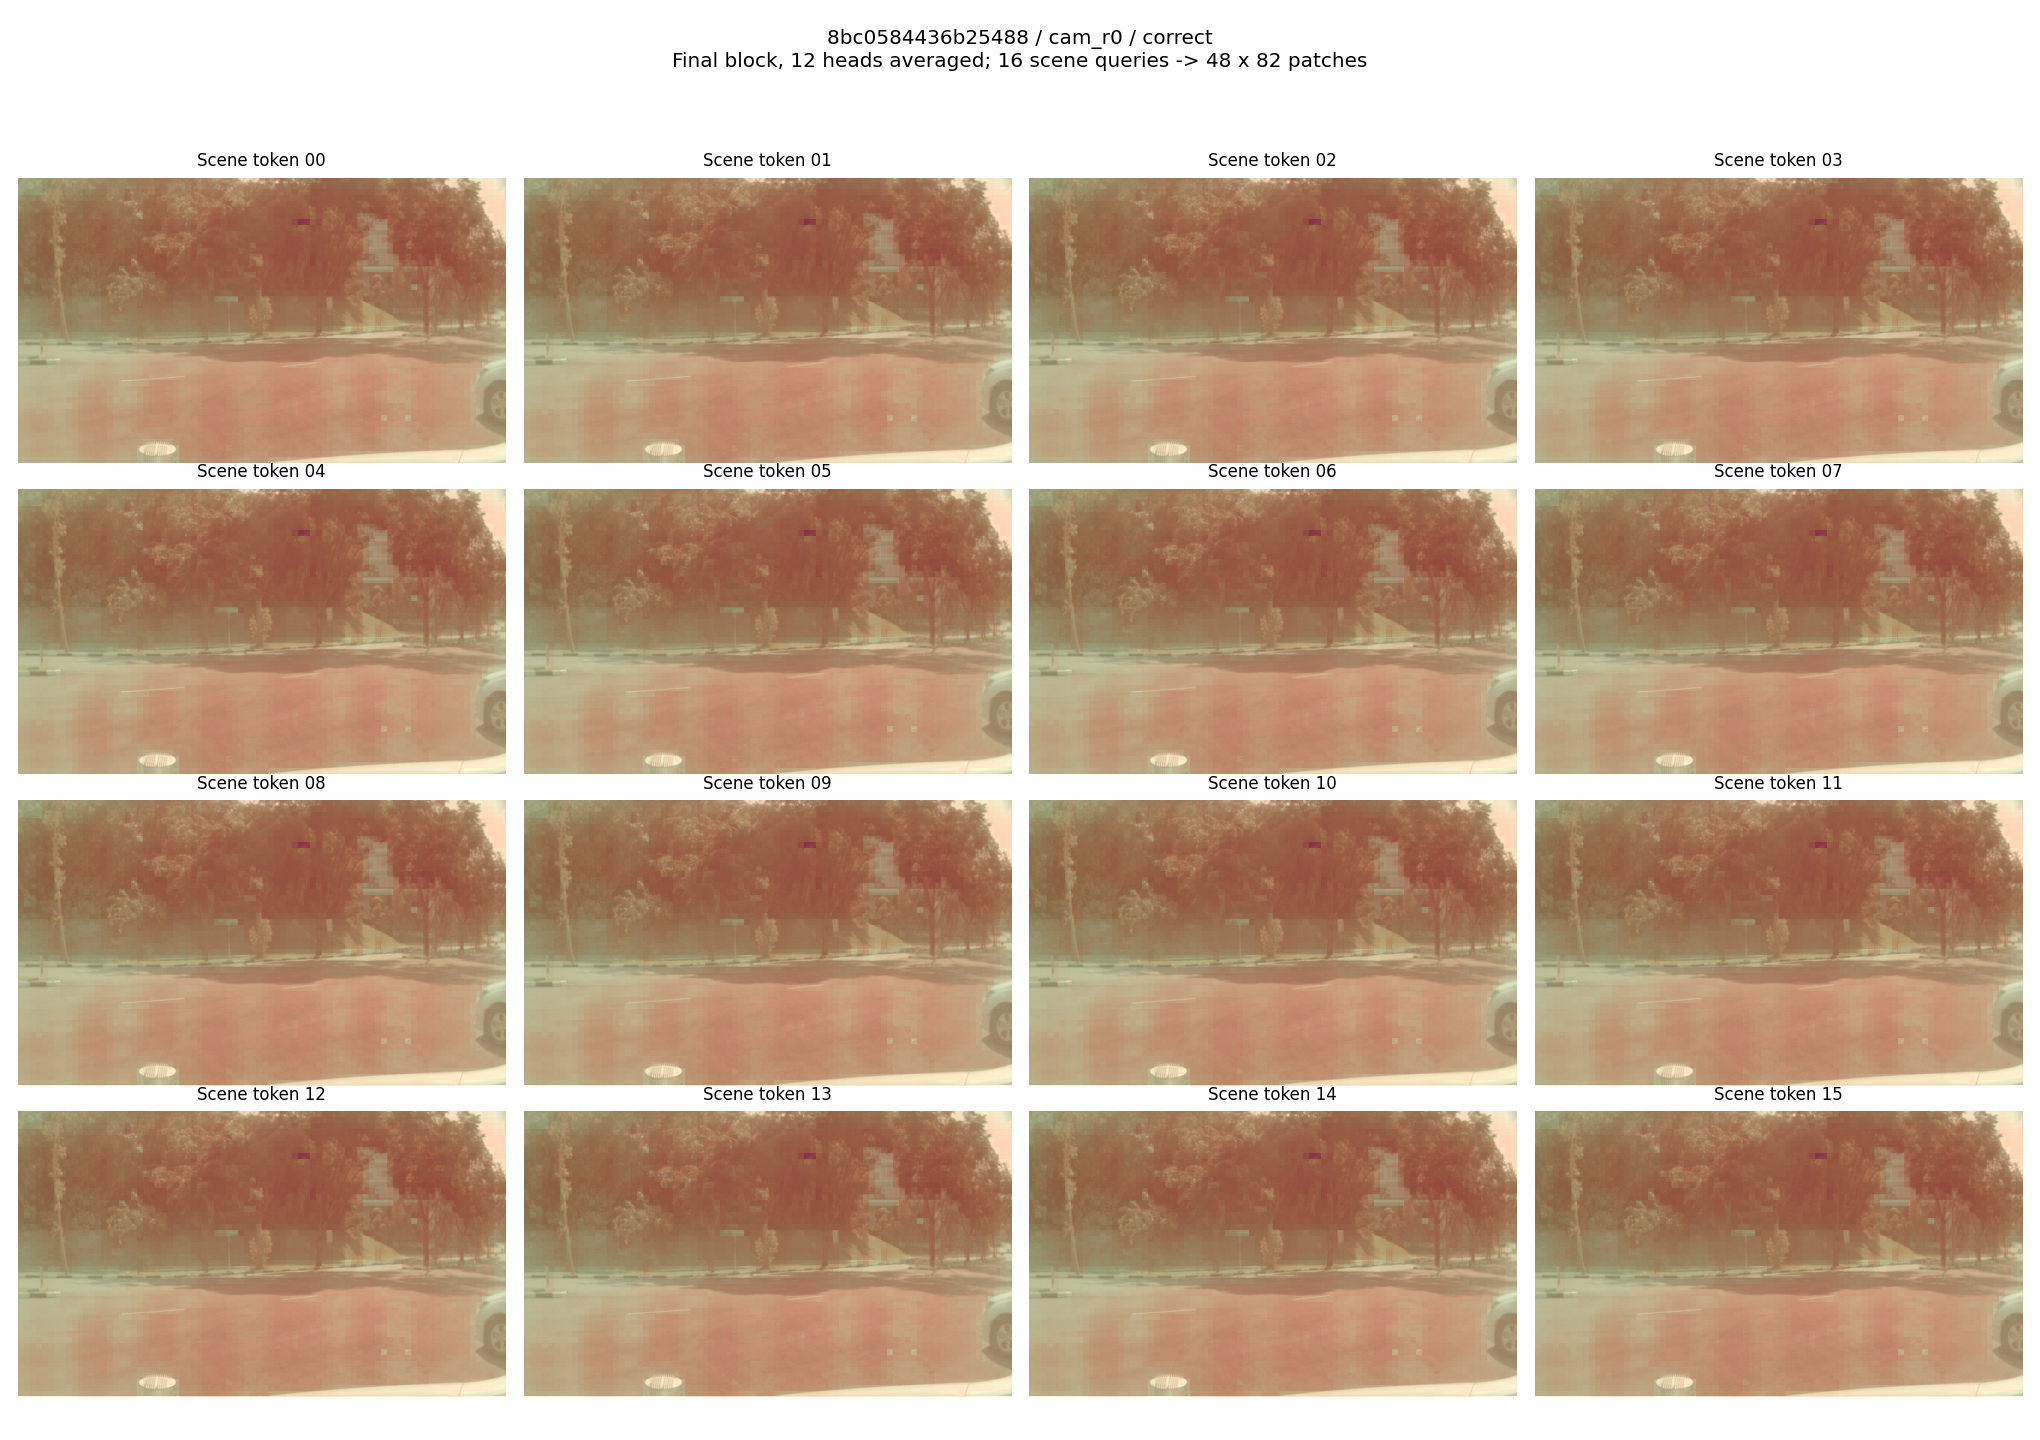 8bc0584436b25488 / cam_r0 / correct
Final block, 12 heads averaged; 16 scene queries -> 48 x 82 patches
Scene token 00
Scene token 01
Scene token 02
Scene token 03
Scene token 04
Scene token 05
Scene token 06
Scene token 07
Scene token 08
Scene token 09
Scene token 10
Scene token 11
Scene token 12
Scene token 13
Scene token 14
Scene token 15